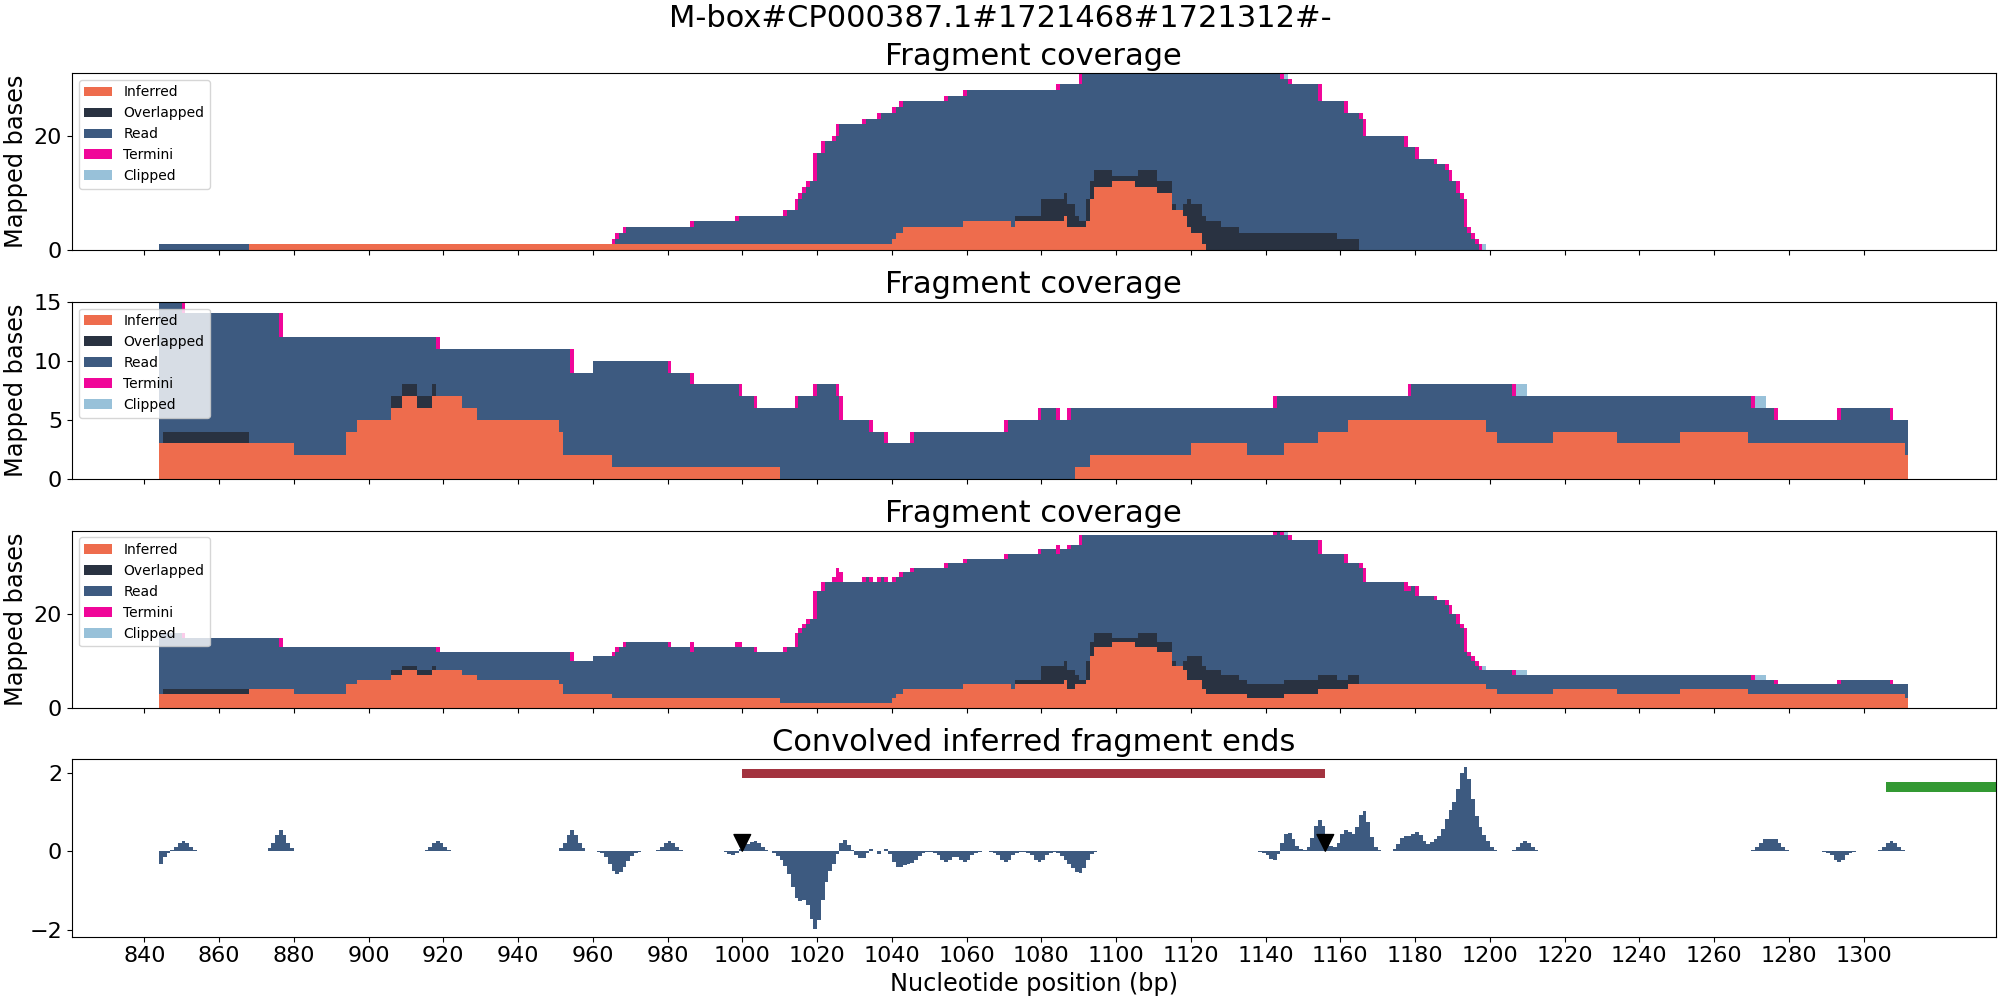 M-box#CP000387.1#1721468#1721312#-
Fragment coverage
Mapped bases
20
0
Inferred
Overlapped
Read
Termini
Clipped
Fragment coverage
Mapped bases
15
10
5
0
Inferred
Overlapped
Read
Termini
Clipped
Fragment coverage
Mapped bases
20
0
Inferred
Overlapped
Read
Termini
Clipped
Convolved inferred fragment ends
2
0
−2
840 860 880 900 920 940 960 980 1000 1020 1040 1060 1080 1100 1120 1140 1160 1180 1200 1220 1240 1260 1280 1300
Nucleotide position (bp)